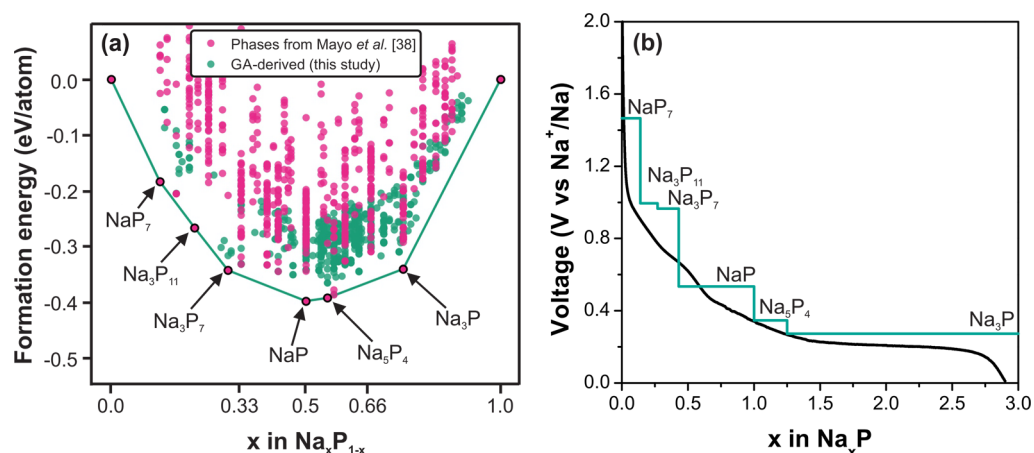 (a)
Phases from Mayo et al. [38]
GA-derived (this study)
Formation energy (eV/atom)
0.0
-0.1
-0.2
-0.3
-0.4
-0.5
NaP₇
Na₃P₁₁
Na₃P₇
NaP
Na₅P₄
Na₃P
0.0
0.33
0.5
0.66
1.0
x in NaₓP₁₋ₓ
(b)
Voltage (V vs Na⁺/Na)
2.0
1.6
1.2
0.8
0.4
0.0
NaP₇
Na₃P₁₁
Na₃P₇
NaP
Na₅P₄
Na₃P
0.0
0.5
1.0
1.5
2.0
2.5
3.0
x in NaₓP